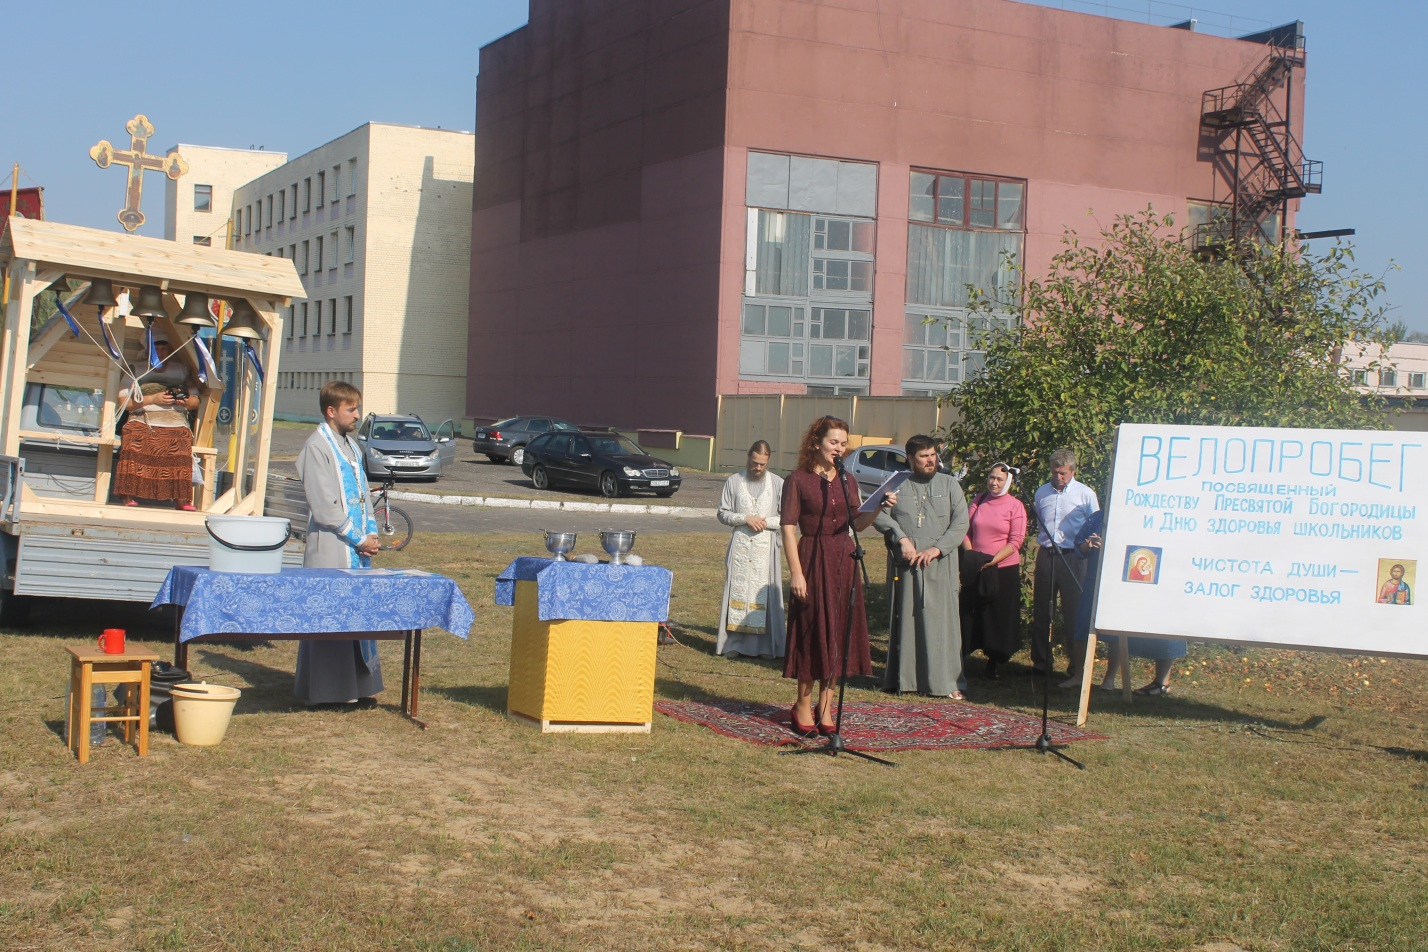 ВЕЛОПРОБЕГ
ПОСВЯЩЕННЫЙ
РОЖДЕСТВУ ПРЕСВЯТОЙ БОГОРОДИЦЫ
И ДНЮ ЗДОРОВЬЯ ШКОЛЬНИКОВ
ЧИСТОТА ДУШИ —
ЗАЛОГ ЗДОРОВЬЯ